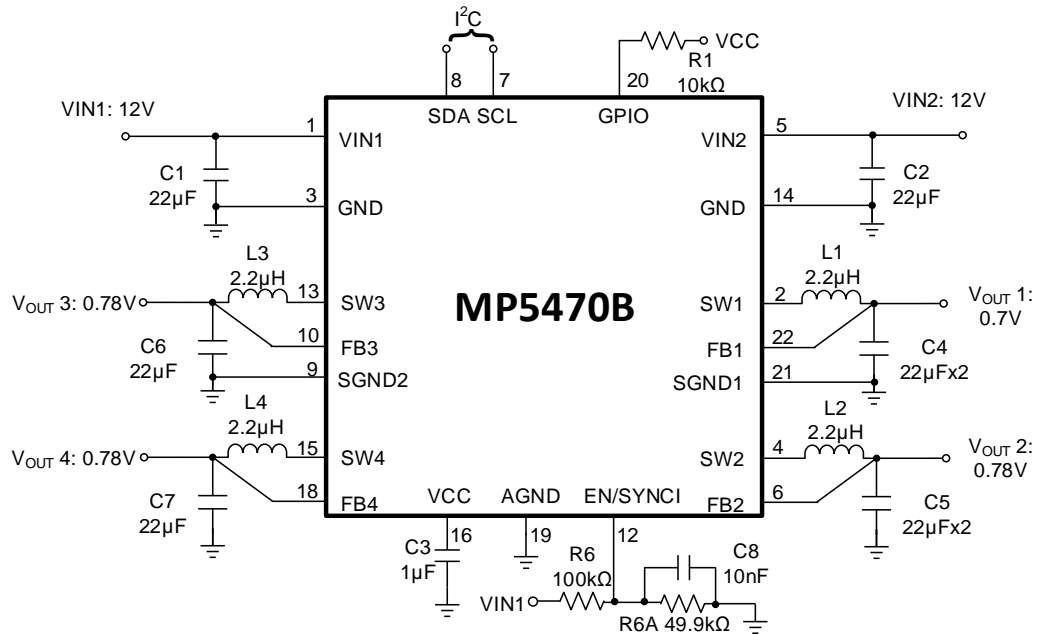 I²C
8
7
20
VCC
R1
10kΩ
SDA SCL
GPIO
VIN1: 12V
1
VIN1
C1
22µF
3
GND
VIN2: 12V
5
VIN2
C2
22µF
14
GND
MP5470B
L3
2.2µH
V_OUT 3: 0.78V
13
SW3
10
FB3
C6
22µF
9
SGND2
L4
2.2µH
V_OUT 4: 0.78V
15
SW4
18
FB4
C7
22µF
L1
2.2µH
2
SW1
V_OUT 1:
0.7V
22
FB1
C4
22µFx2
21
SGND1
L2
2.2µH
4
SW2
V_OUT 2:
0.78V
6
FB2
C5
22µFx2
VCC
AGND
EN/SYNCI
16
19
12
C3
1µF
R6
100kΩ
C8
10nF
VIN1
R6A 49.9kΩ